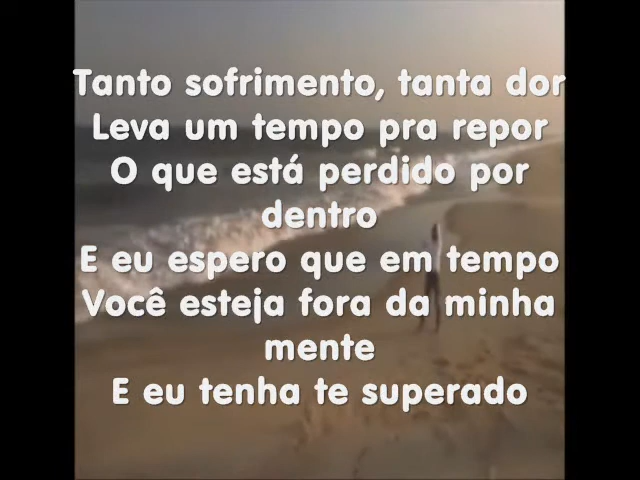 Tanto sofrimento, tanta dor
Leva um tempo pra repor
O que está perdido por
dentro
E eu espero que em tempo
Você esteja fora da minha
mente
E eu tenha te superado